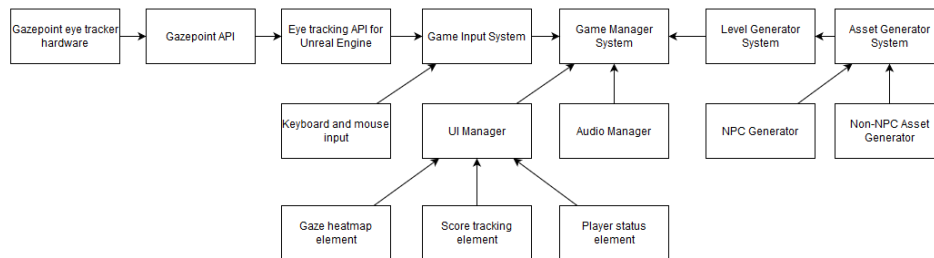 Gazepoint eye tracker
hardware
Gazepoint API
Eye tracking API for
Unreal Engine
Game Input System
Game Manager
System
Level Generator
System
Asset Generator
System
Keyboard and mouse
input
UI Manager
Audio Manager
NPC Generator
Non-NPC Asset
Generator
Gaze heatmap
element
Score tracking
element
Player status
element